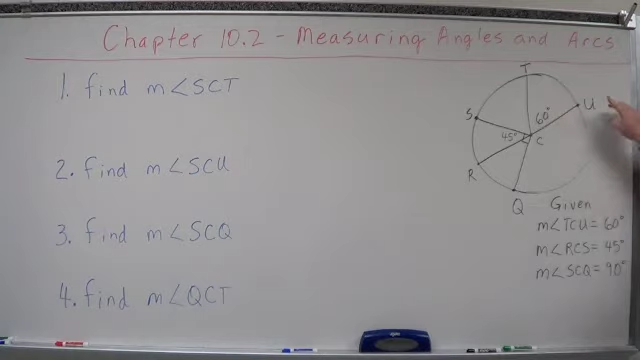 Chapter 10.2 - Measuring Angles and Arcs
1. find m∠SCT
2. find m∠SCU
3. find m∠SCQ
4. find m∠QCT
T
S
60°
U
45°
C
R
Q
Given
m∠TCU = 60°
m∠RCS = 45°
m∠SCQ = 90°